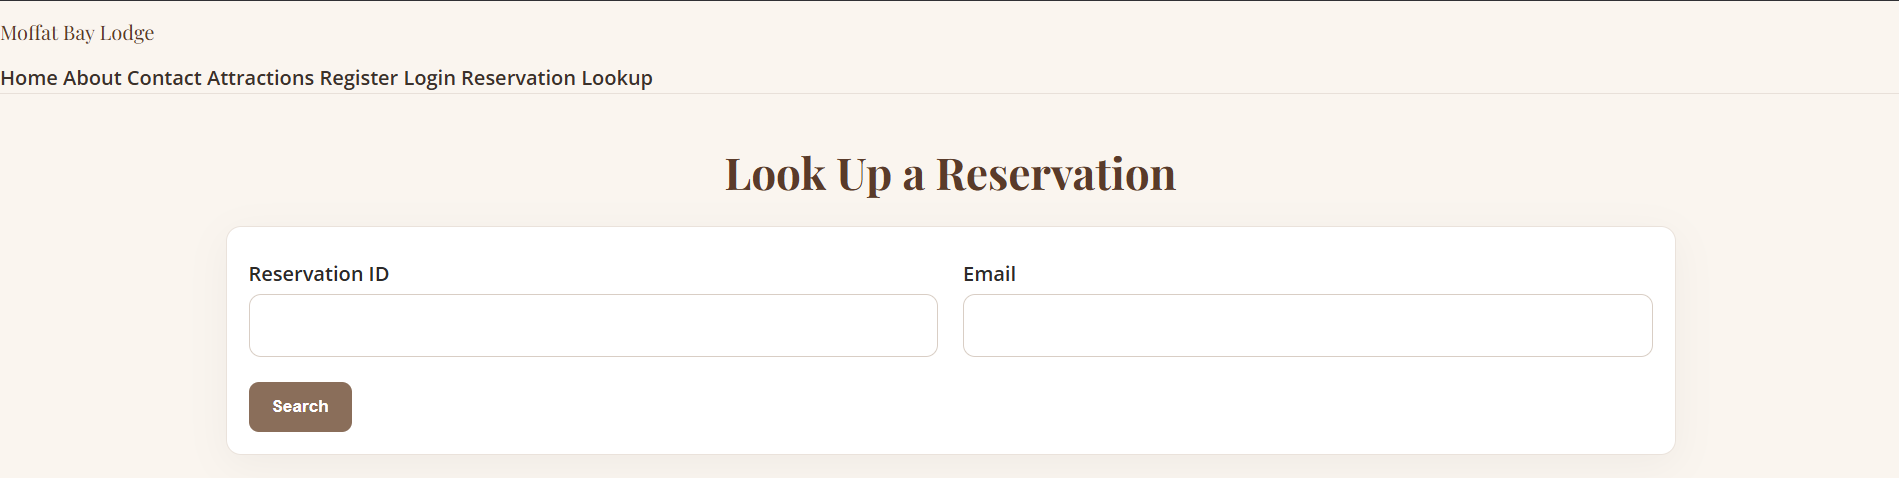 Moffat Bay Lodge
Home About Contact Attractions Register Login Reservation Lookup
Look Up a Reservation
Reservation ID
Email
Search